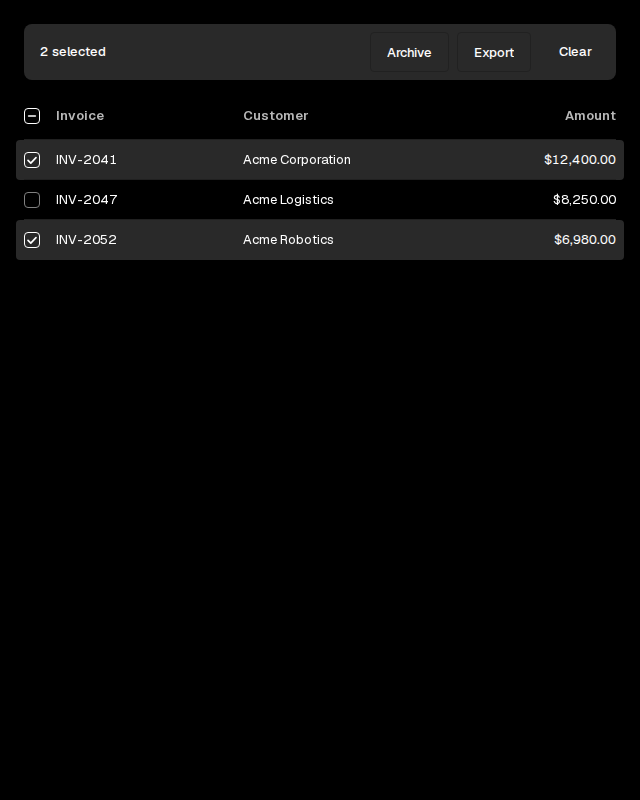 2 selected Archive Export Clear
Invoice Customer Amount
INV-2041 Acme Corporation $12,400.00
INV-2047 Acme Logistics $8,250.00
INV-2052 Acme Robotics $6,980.00